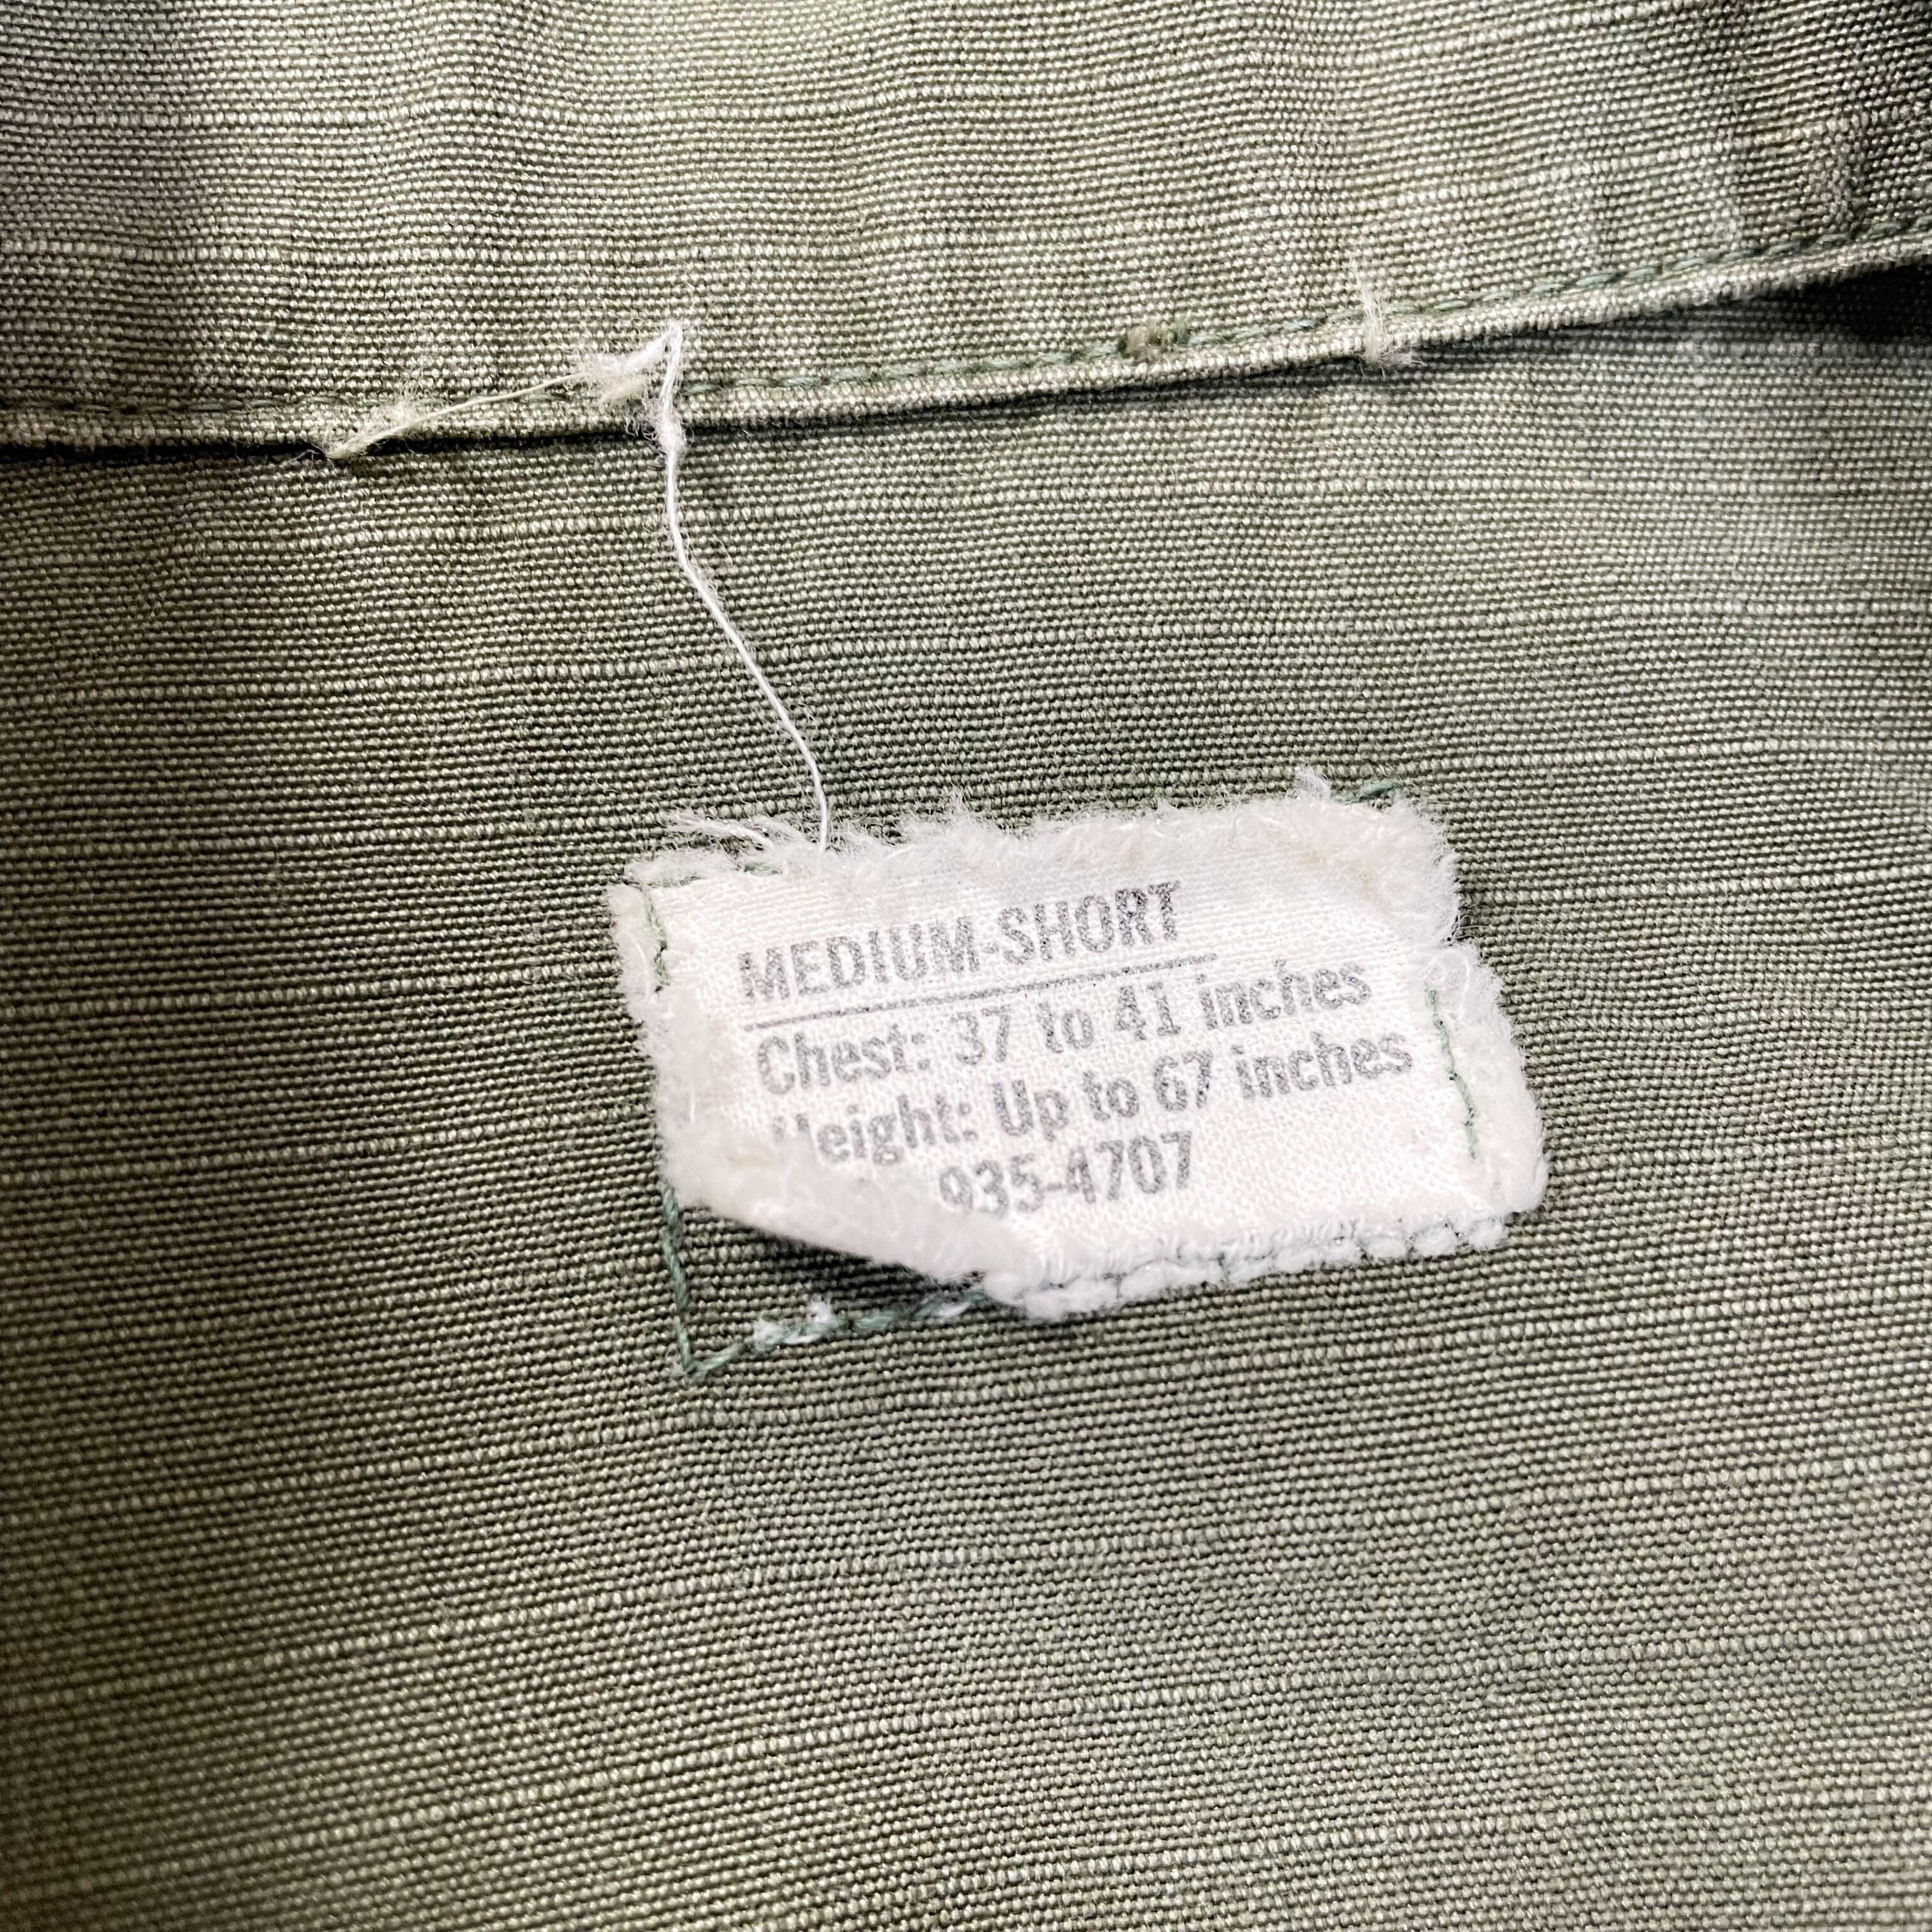 MEDIUM-SHORT
Chest: 37 to 41 inches
Height: Up to 67 inches
935-4707